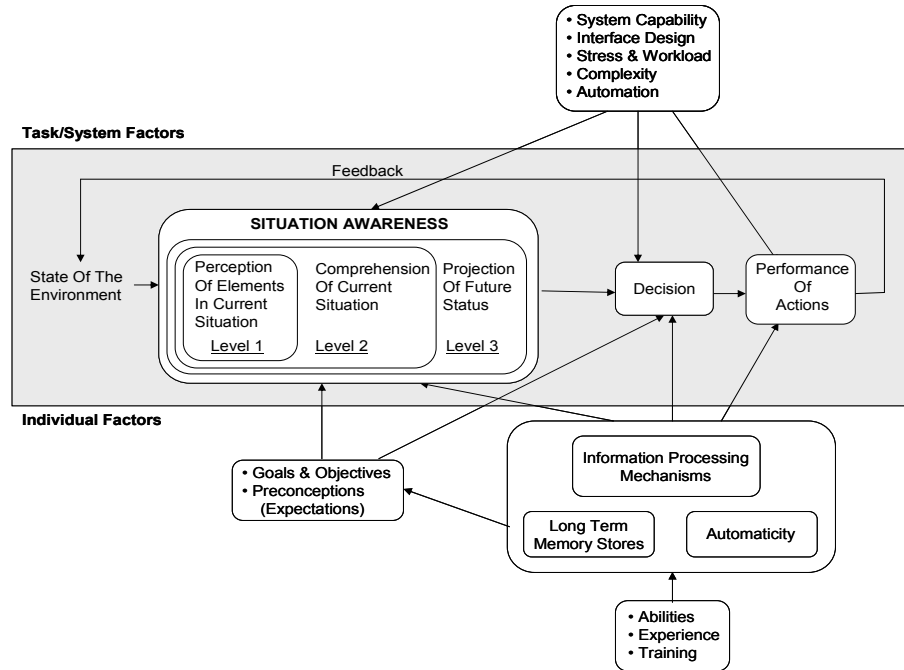 • System Capability
• Interface Design
• Stress & Workload
• Complexity
• Automation
Task/System Factors
Feedback
SITUATION AWARENESS
State Of The
Environment
Perception
Of Elements
In Current
Situation
Level 1
Comprehension
Of Current
Situation
Level 2
Projection
Of Future
Status
Level 3
Decision
Performance
Of
Actions
Individual Factors
• Goals & Objectives
• Preconceptions
(Expectations)
Information Processing
Mechanisms
Long Term
Memory Stores
Automaticity
• Abilities
• Experience
• Training